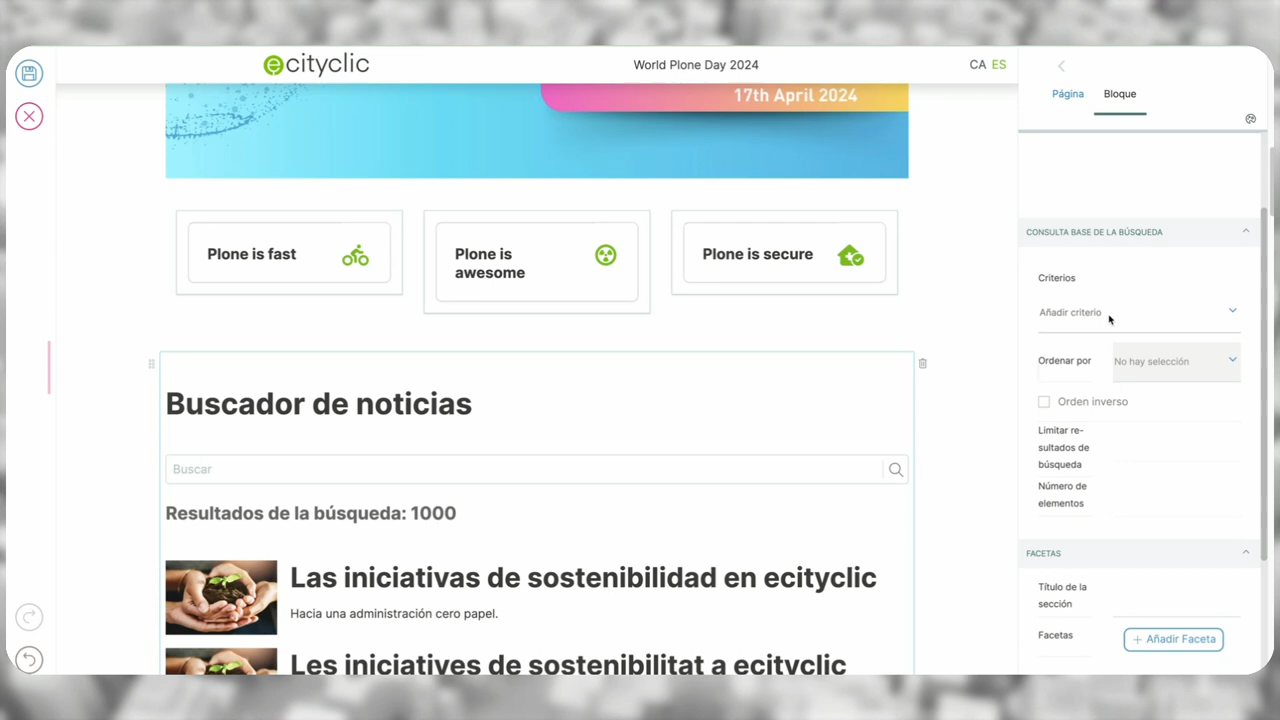 ecityclic
World Plone Day 2024
CA ES
Página
Bloque
17th April 2024
Plone is fast
Plone is
awesome
Plone is secure
Buscador de noticias
Buscar
Resultados de la búsqueda: 1000
Las iniciativas de sostenibilidad en ecityclic
Hacia una administración cero papel.
Les iniciatives de sostenibilitat a ecityclic
CONSULTA BASE DE LA BÚSQUEDA
Criterios
Añadir criterio
Ordenar por
No hay selección
Orden inverso
Limitar re-
sultados de
búsqueda
Número de
elementos
FACETAS
Título de la
sección
Facetas
+ Añadir Faceta